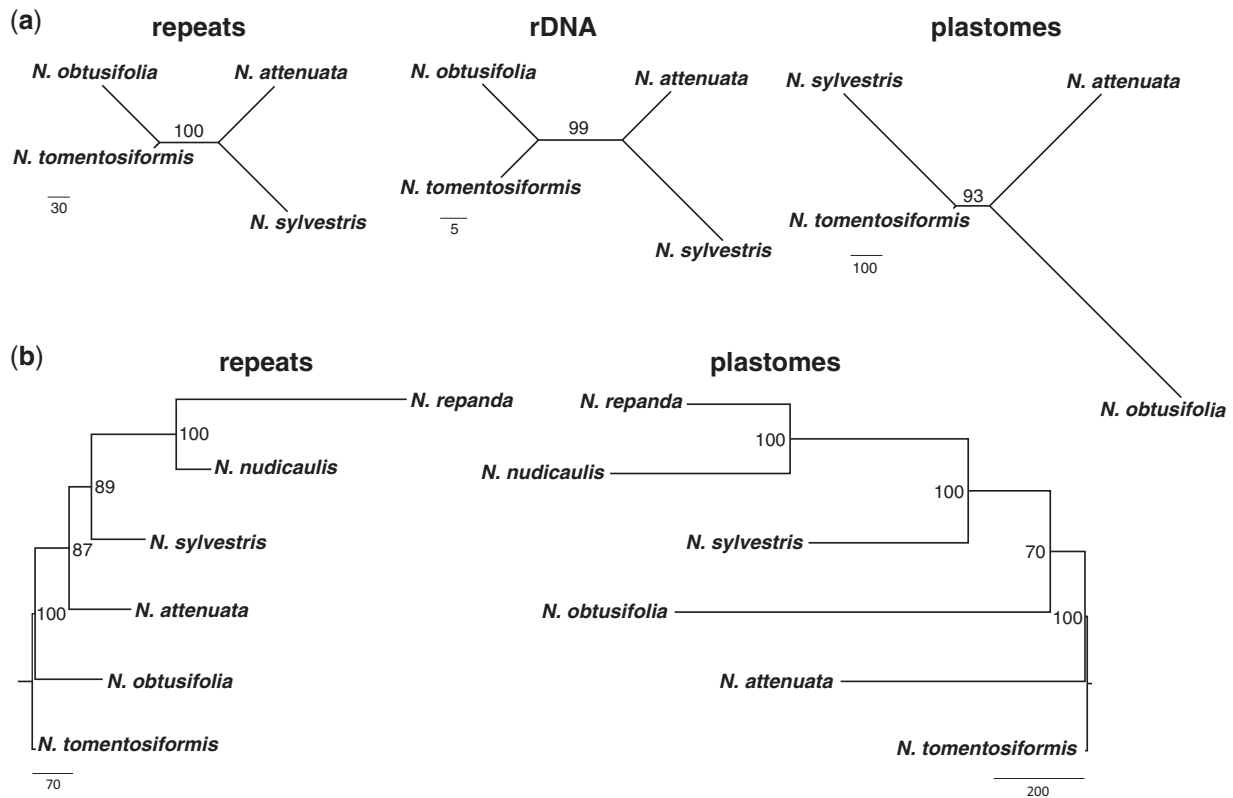 (a)
repeats
N. obtusifolia
N. attenuata
100
N. tomentosiformis
30
N. sylvestris
rDNA
N. obtusifolia
N. attenuata
99
N. tomentosiformis
5
N. sylvestris
plastomes
N. sylvestris
N. attenuata
93
N. tomentosiformis
100
N. obtusifolia
(b)
repeats
N. repanda
100
N. nudicaulis
89
N. sylvestris
87
N. attenuata
100
N. obtusifolia
N. tomentosiformis
70
plastomes
N. repanda
100
N. nudicaulis
100
N. sylvestris
70
N. obtusifolia
100
N. attenuata
N. tomentosiformis
200